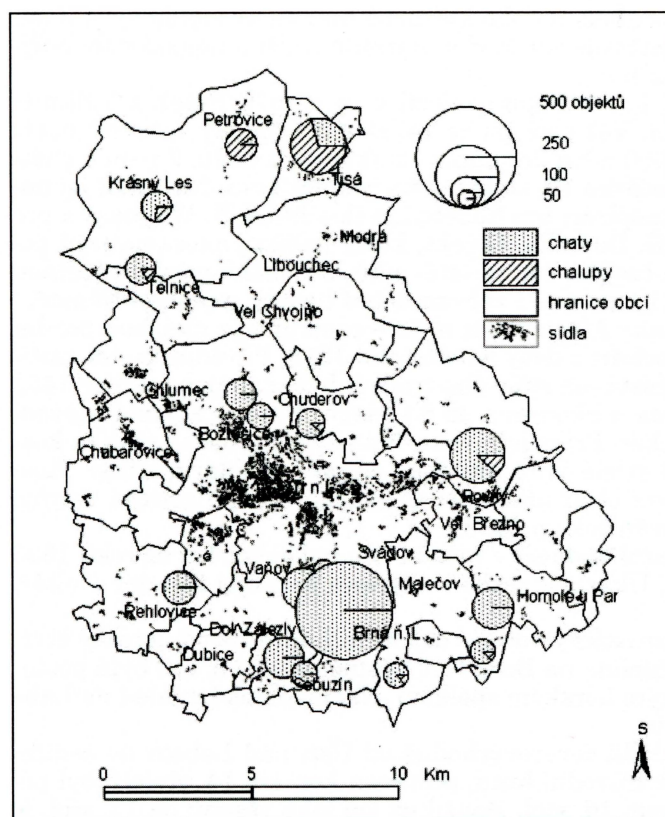 500 objektů
250
100
50
chaty
chalupy
hranice obcí
sídla
Petrovice
Tisá
Krásný Les
Modrá
Libouchec
Telnice
Vel Chvojno
Chlumec
Chuderov
Božtěšice
Chabařovice
Povrly
Vel. Březno
Svádov
Vaňov
Malečov
Homole u Pan
Řehlovice
Dol. Zálezly
Brná n. L
Dubice
Sebuzín
S
0 5 10 Km